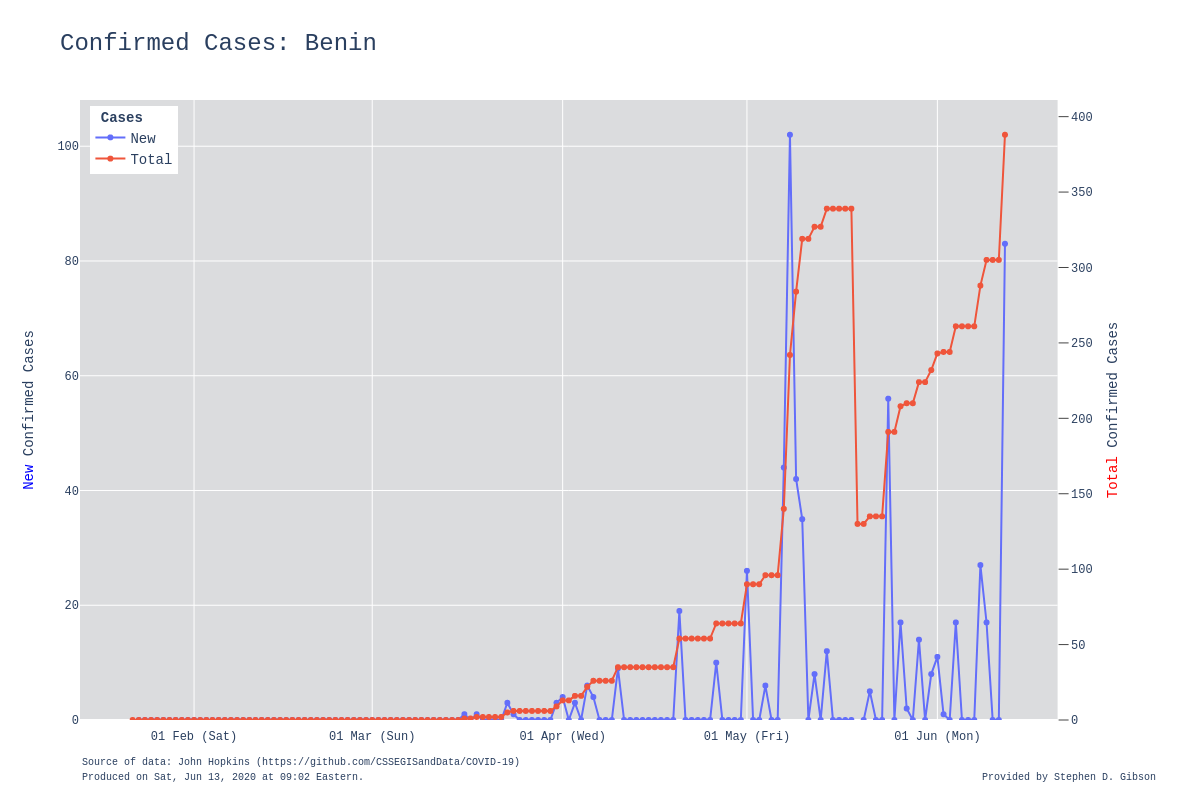 Confirmed Cases: Benin
Cases
New
Total
100
80
60
40
20
0
400
350
300
250
200
150
100
50
0
New Confirmed Cases
Total Confirmed Cases
01 Feb (Sat)
01 Mar (Sun)
01 Apr (Wed)
01 May (Fri)
01 Jun (Mon)
Source of data: John Hopkins (https://github.com/CSSEGISandData/COVID-19)
Produced on Sat, Jun 13, 2020 at 09:02 Eastern.
Provided by Stephen D. Gibson